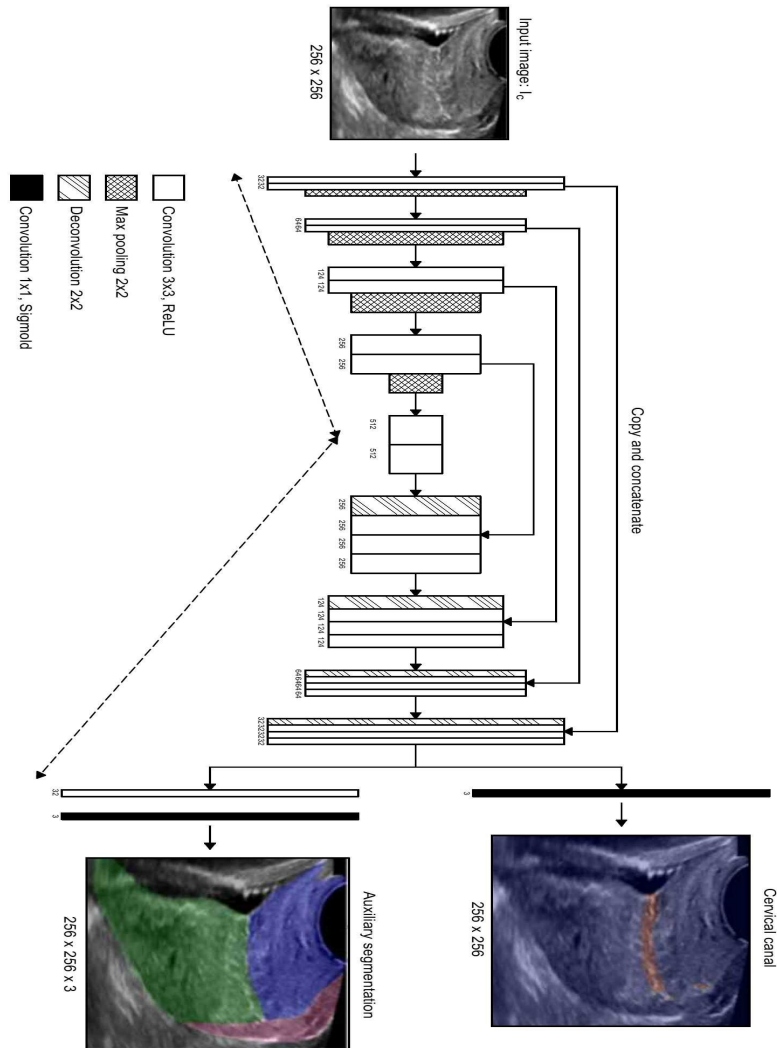 Copy and concatenate
Input image: Ic
256 x 256
3232
6464
124 124
256 256
512 512
256 256 256 256
124 124 124 124
64646464
32323232
3
Cervical canal
256 x 256
32
3
Auxiliary segmentation
256 x 256 x 3
Convolution 3x3, ReLU
Max pooling 2x2
Deconvolution 2x2
Convolution 1x1, Sigmold